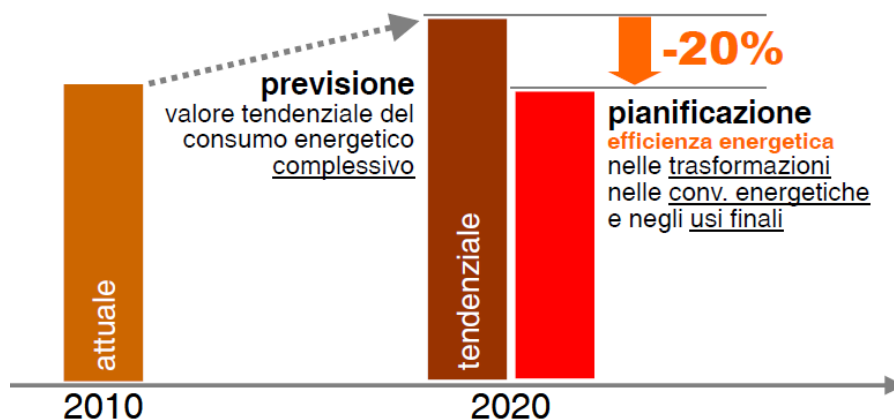 -20%
previsione
valore tendenziale del
consumo energetico
complessivo
pianificazione
efficienza energetica
nelle trasformazioni
nelle conv. energetiche
e negli usi finali
attuale
tendenziale
2010
2020